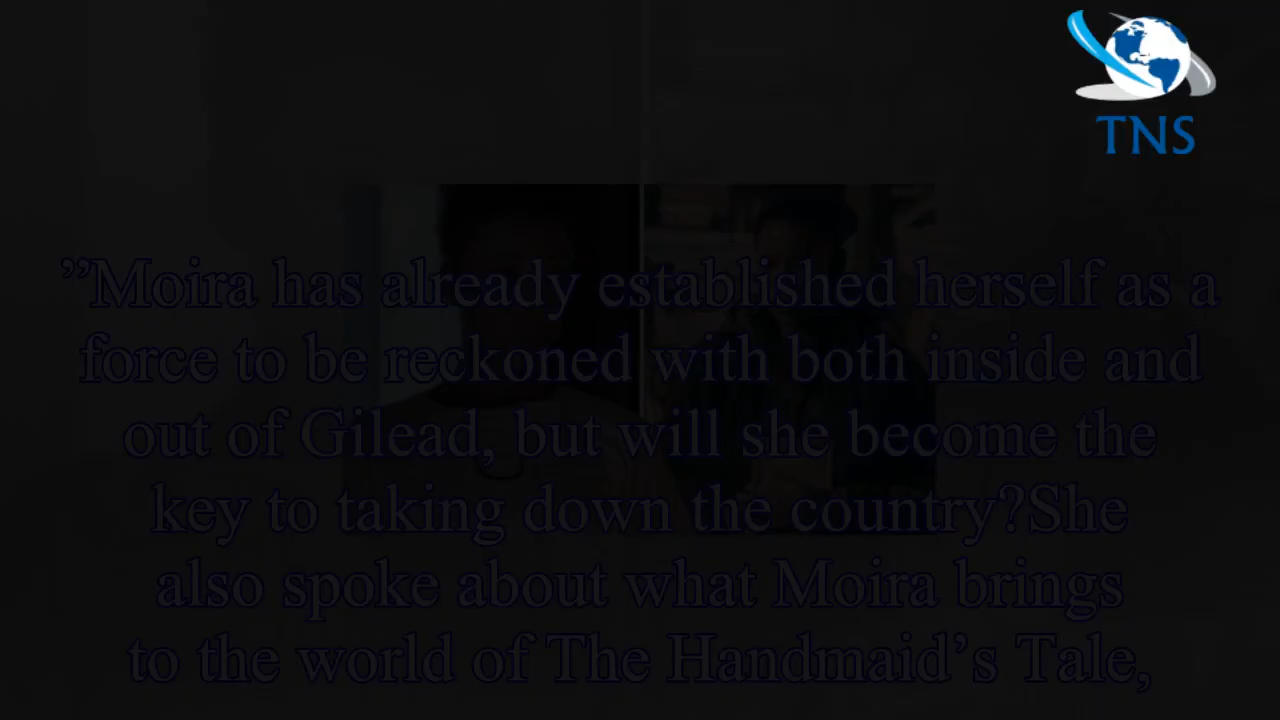 TNS
”Moira has already established herself as a
force to be reckoned with both inside and
out of Gilead, but will she become the
key to taking down the country?She
also spoke about what Moira brings
to the world of The Handmaid’s Tale,